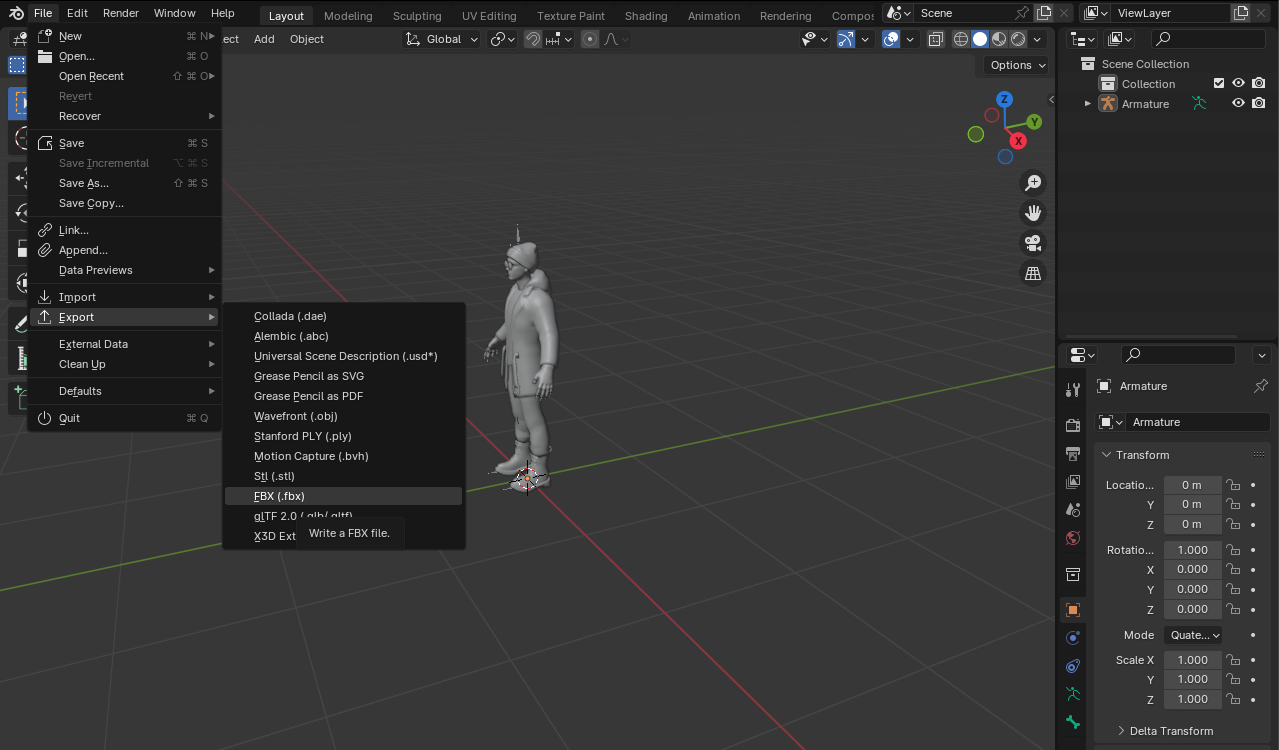 File Edit Render Window Help Layout Modeling Sculpting UV Editing Texture Paint Shading Animation Rendering Compos Scene ViewLayer
New ⌘ N
ect Add Object Global
Open... ⌘ O
Options
Open Recent ⇧ ⌘ O
Revert
Recover
Save ⌘ S
Save Incremental ⌥ ⌘ S
Save As... ⇧ ⌘ S
Save Copy...
Link...
Append...
Data Previews
Import
Export
External Data
Clean Up
Defaults
Quit ⌘ Q
Collada (.dae)
Alembic (.abc)
Universal Scene Description (.usd*)
Grease Pencil as SVG
Grease Pencil as PDF
Wavefront (.obj)
Stanford PLY (.ply)
Motion Capture (.bvh)
Stl (.stl)
FBX (.fbx)
glTF 2.0 (.glb/.gltf)
X3D Ext
Write a FBX file.
Z
Y
X
Scene Collection
Collection
Armature
Armature
Armature
Transform
Locatio... 0 m
Y 0 m
Z 0 m
Rotatio... 1.000
X 0.000
Y 0.000
Z 0.000
Mode Quate...
Scale X 1.000
Y 1.000
Z 1.000
Delta Transform